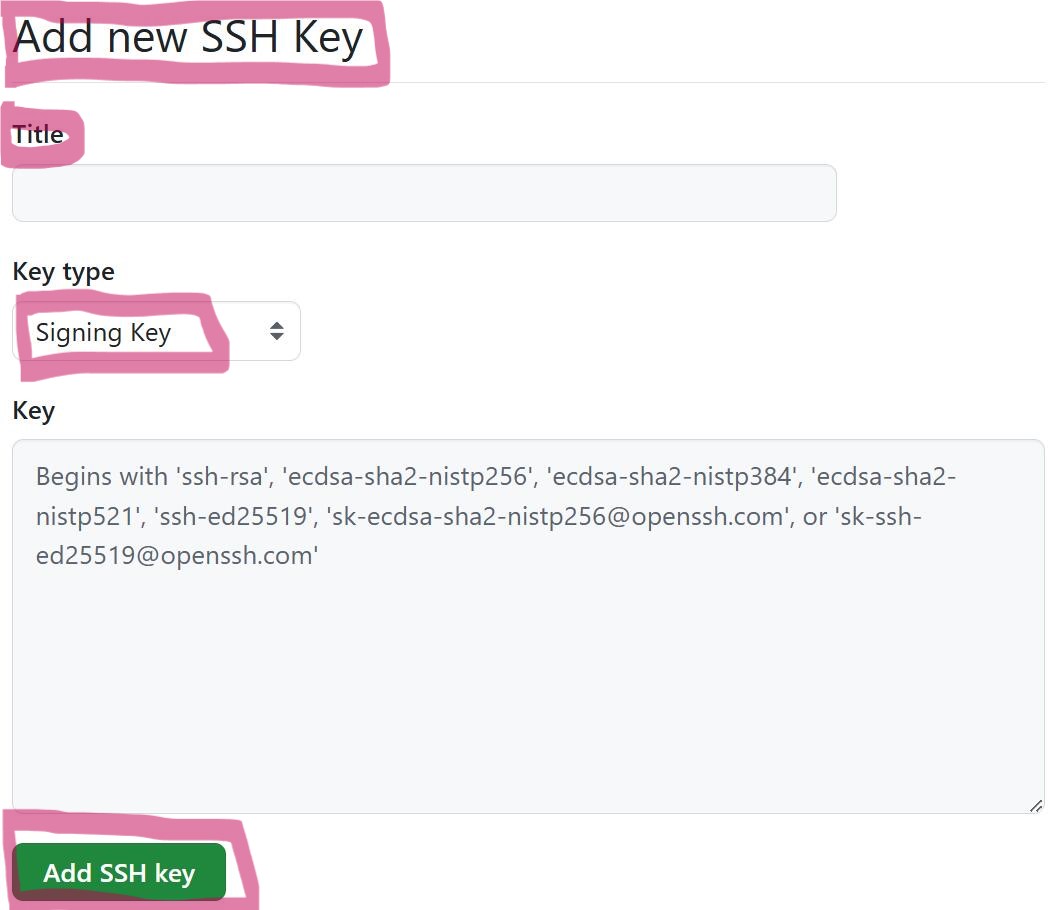 Add new SSH Key
Title
Key type
Signing Key
Key
Begins with 'ssh-rsa', 'ecdsa-sha2-nistp256', 'ecdsa-sha2-nistp384', 'ecdsa-sha2-
nistp521', 'ssh-ed25519', 'sk-ecdsa-sha2-nistp256@openssh.com', or 'sk-ssh-
ed25519@openssh.com'
Add SSH key